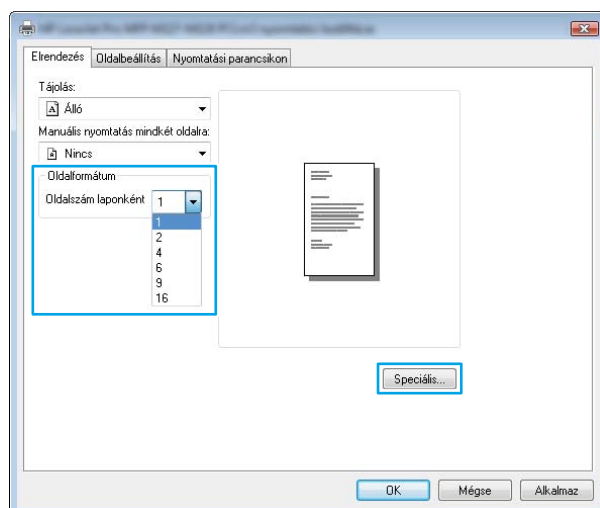 Elrendezés Oldalbeállítás Nyomtatási parancsikon
Tájolás:
Álló
Manuális nyomtatás mindkét oldalra:
Nincs
Oldalformátum
Oldalszám laponként 1
1
2
4
6
9
16
Speciális...
OK Mégse Alkalmaz